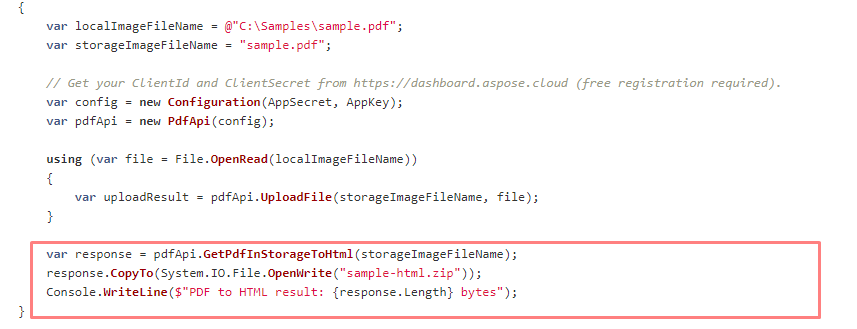 {
var localImageFileName = @"C:\Samples\sample.pdf";
var storageImageFileName = "sample.pdf";
// Get your ClientId and ClientSecret from https://dashboard.aspose.cloud (free registration required).
var config = new Configuration(AppSecret, AppKey);
var pdfApi = new PdfApi(config);
using (var file = File.OpenRead(localImageFileName))
{
var uploadResult = pdfApi.UploadFile(storageImageFileName, file);
}
var response = pdfApi.GetPdfInStorageToHtml(storageImageFileName);
response.CopyTo(System.IO.File.OpenWrite("sample-html.zip"));
Console.WriteLine($"PDF to HTML result: {response.Length} bytes");
}